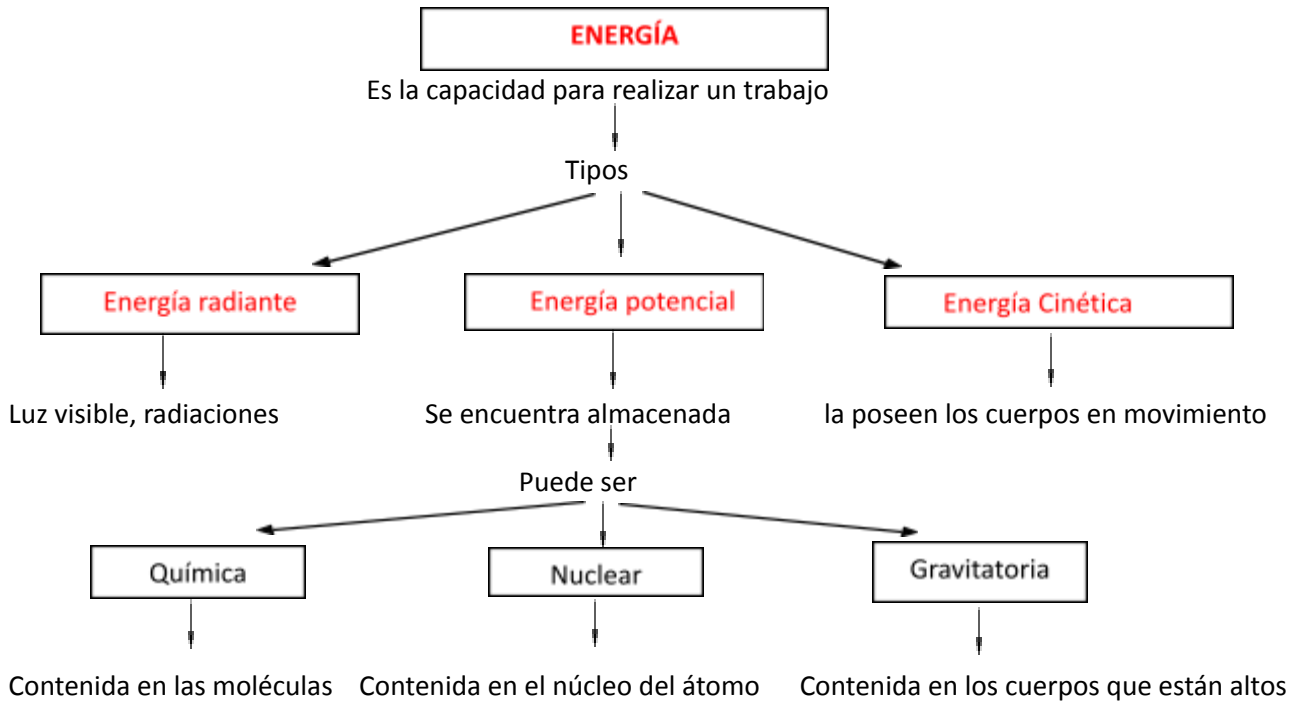 ENERGÍA
Es la capacidad para realizar un trabajo
Tipos
Energía radiante
Energía potencial
Energía Cinética
Luz visible, radiaciones
Se encuentra almacenada
la poseen los cuerpos en movimiento
Puede ser
Química
Nuclear
Gravitatoria
Contenida en las moléculas
Contenida en el núcleo del átomo
Contenida en los cuerpos que están altos